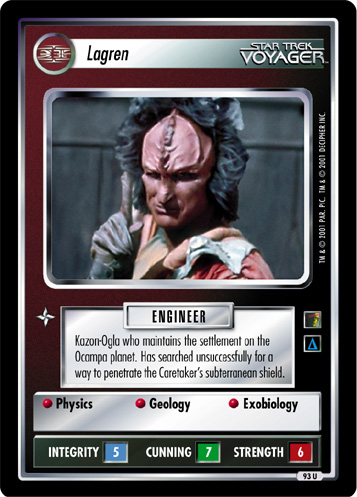 Lagren
STAR TREK
VOYAGER™
TM & © 2001 PAR. PIC. TM & © 2001 DECIPHER INC.
ENGINEER
Kazon-Ogla who maintains the settlement on the
Ocampa planet. Has searched unsuccessfully for a
way to penetrate the Caretaker's subterranean shield.
Physics Geology Exobiology
INTEGRITY 5 CUNNING 7 STRENGTH 6
93 U